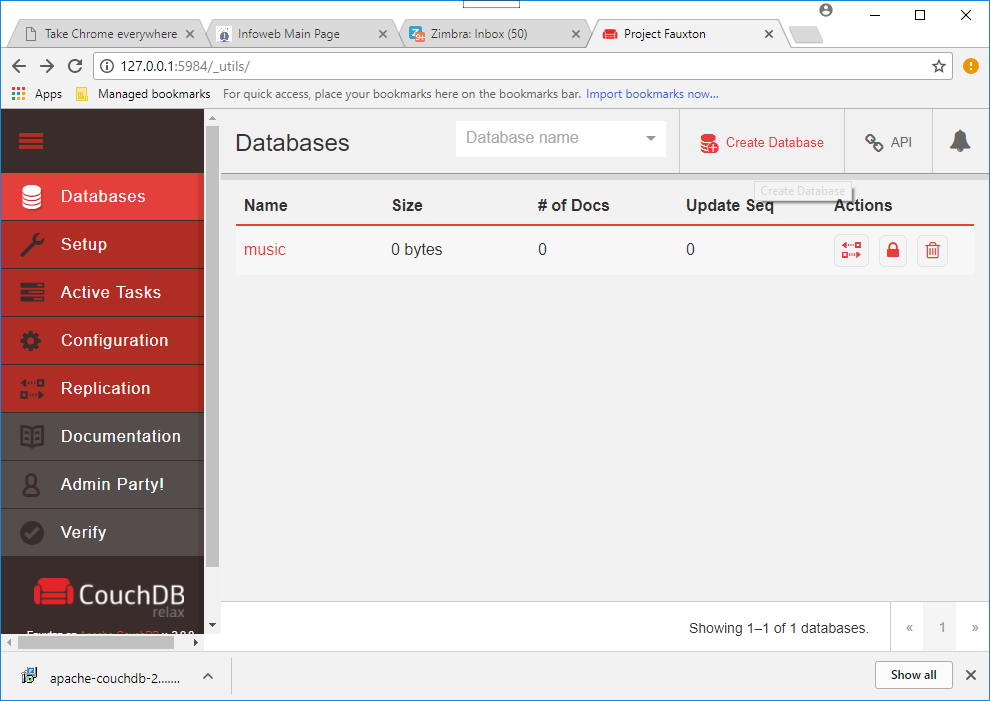 Take Chrome everywhere
Infoweb Main Page
Zimbra: Inbox (50)
Project Fauxton
127.0.0.1:5984/_utils/
Apps
Managed bookmarks
For quick access, place your bookmarks here on the bookmarks bar. Import bookmarks now...
Databases
Database name
Create Database
API
Create Database
Databases
Setup
Active Tasks
Configuration
Replication
Documentation
Admin Party!
Verify
CouchDB
relax
Name Size # of Docs Update Seq Actions
music 0 bytes 0 0
Showing 1–1 of 1 databases.
« 1 »
apache-couchdb-2.......
Show all